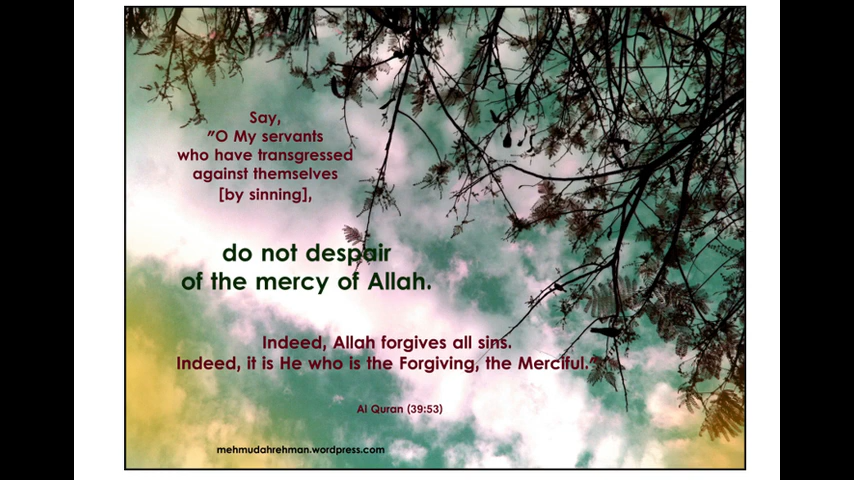 Say,
"O My servants
who have transgressed
against themselves
[by sinning],
do not despair
of the mercy of Allah.
Indeed, Allah forgives all sins.
Indeed, it is He who is the Forgiving, the Merciful."
Al Quran (39:53)
mehmudahrehman.wordpress.com